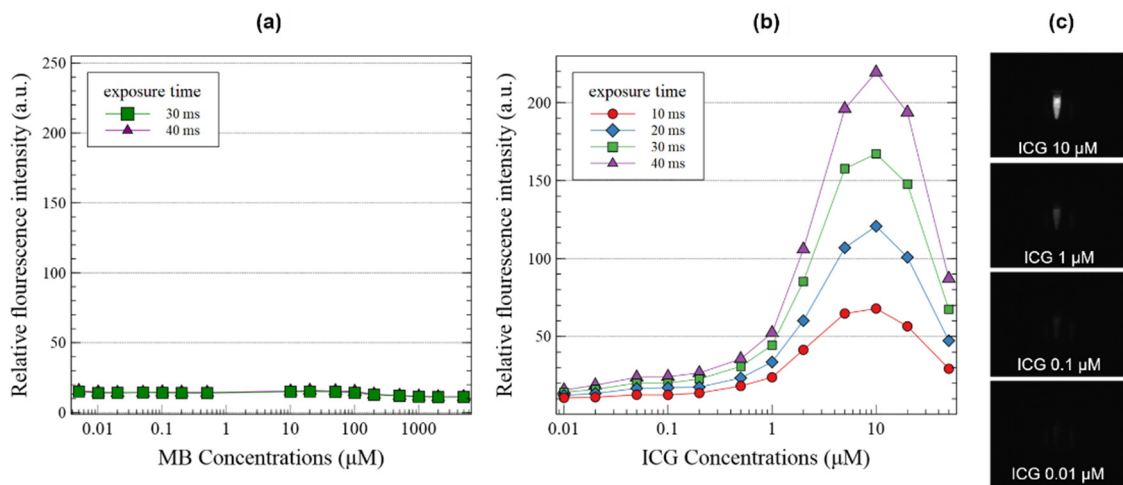 (a)
(b)
(c)
Relative flourescence intensity (a.u.)
250
200
150
100
50
0
exposure time
30 ms
40 ms
0.01
0.1
1
10
100
1000
MB Concentrations (μM)
Relative flourescence intensity (a.u.)
200
150
100
50
exposure time
10 ms
20 ms
30 ms
40 ms
0.01
0.1
1
10
ICG Concentrations (μM)
ICG 10 μM
ICG 1 μM
ICG 0.1 μM
ICG 0.01 μM